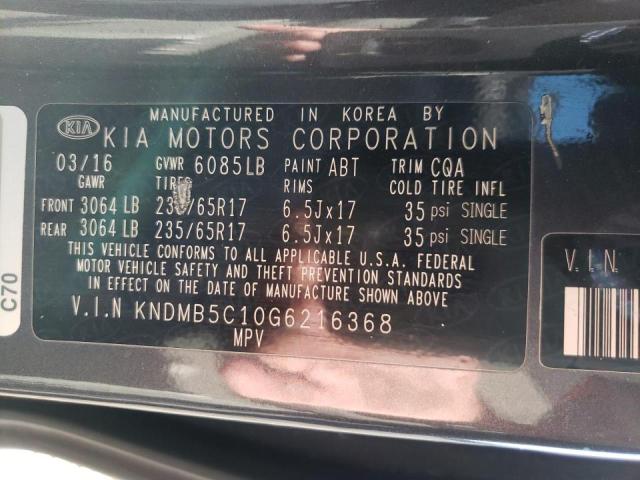 MANUFACTURED IN KOREA BY
KIA KIA MOTORS CORPORATION
03/16 GVWR 6085LB PAINT ABT TRIM CQA
GAWR TIRES RIMS COLD TIRE INFL
FRONT 3064 LB 235/65R17 6.5Jx17 35 psi SINGLE
REAR 3064 LB 235/65R17 6.5Jx17 35 psi SINGLE
THIS VEHICLE CONFORMS TO ALL APPLICABLE U.S.A. FEDERAL
MOTOR VEHICLE SAFETY AND THEFT PREVENTION STANDARDS
IN EFFECT ON THE DATE OF MANUFACTURE SHOWN ABOVE
V.I.N KNDMB5C10G6216368
MPV
C70
V.I.N